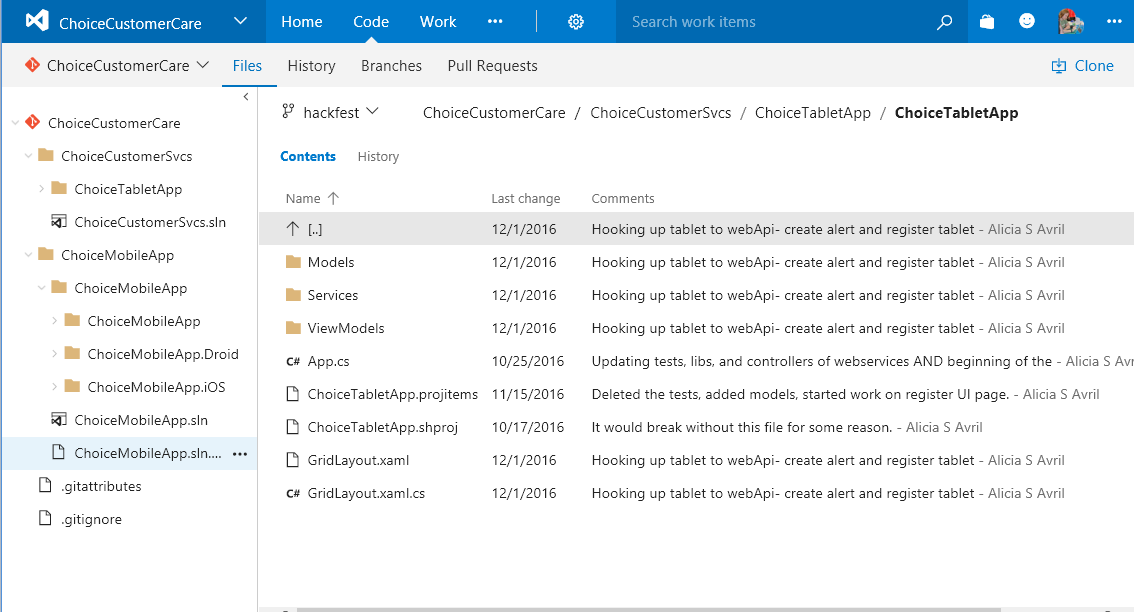 ChoiceCustomerCare Home Code Work ••• Search work items •••
ChoiceCustomerCare Files History Branches Pull Requests Clone
ChoiceCustomerCare
ChoiceCustomerSvcs
ChoiceTabletApp
ChoiceCustomerSvcs.sln
ChoiceMobileApp
ChoiceMobileApp
ChoiceMobileApp
ChoiceMobileApp.Droid
ChoiceMobileApp.iOS
ChoiceMobileApp.sln
ChoiceMobileApp.sln.... •••
.gitattributes
.gitignore
hackfest ChoiceCustomerCare / ChoiceCustomerSvcs / ChoiceTabletApp / ChoiceTabletApp
Contents History
Name Last change Comments
[..] 12/1/2016 Hooking up tablet to webApi- create alert and register tablet - Alicia S Avril
Models 12/1/2016 Hooking up tablet to webApi- create alert and register tablet - Alicia S Avril
Services 12/1/2016 Hooking up tablet to webApi- create alert and register tablet - Alicia S Avril
ViewModels 12/1/2016 Hooking up tablet to webApi- create alert and register tablet - Alicia S Avril
C# App.cs 10/25/2016 Updating tests, libs, and controllers of webservices AND beginning of the - Alicia S Avr
ChoiceTabletApp.projitems 11/15/2016 Deleted the tests, added models, started work on register UI page. - Alicia S Avril
ChoiceTabletApp.shproj 10/17/2016 It would break without this file for some reason. - Alicia S Avril
GridLayout.xaml 12/1/2016 Hooking up tablet to webApi- create alert and register tablet - Alicia S Avril
C# GridLayout.xaml.cs 12/1/2016 Hooking up tablet to webApi- create alert and register tablet - Alicia S Avril